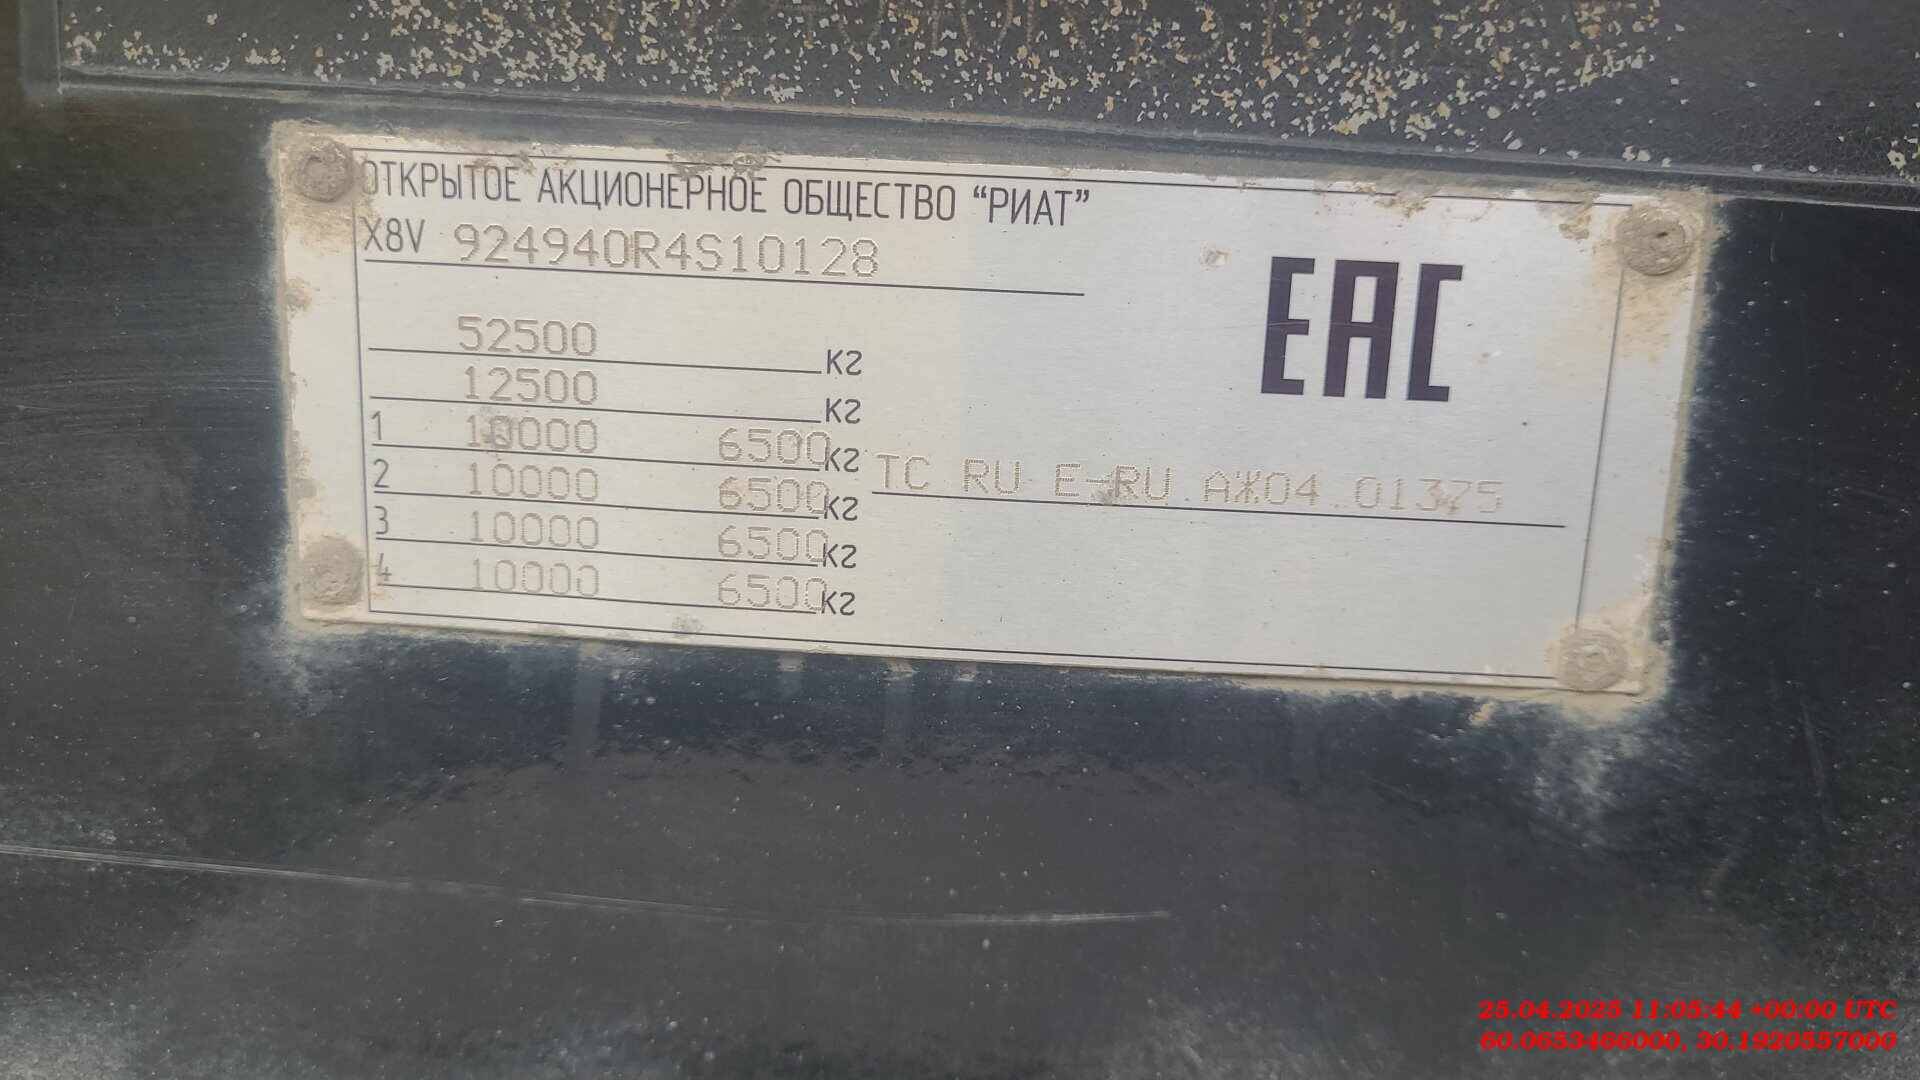 ОТКРЫТОЕ АКЦИОНЕРНОЕ ОБЩЕСТВО “РИАТ”
X8V 924940R4S10128
EAC
52500 кг
12500 кг
1 10000 6500 кг
2 10000 6500 кг
3 10000 6500 кг
4 10000 6500 кг
TC RU E-RU АЖ04.01375
25.04.2025 11:05:44 +00:00 UTC
60.0653466000, 30.1920557000